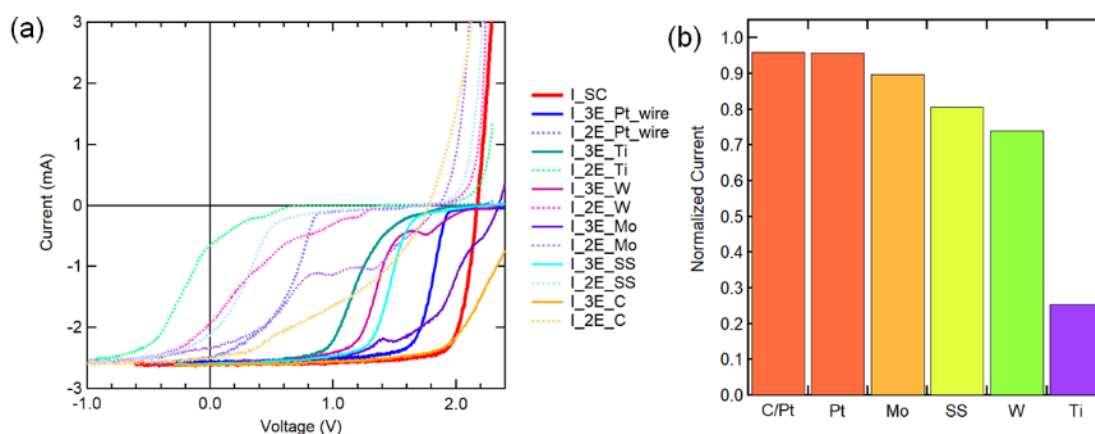 (a)
3
2
1
0
-1
-2
-3
Current (mA)
-1.0
0.0
1.0
2.0
Voltage (V)
I_SC
I_3E_Pt_wire
I_2E_Pt_wire
I_3E_Ti
I_2E_Ti
I_3E_W
I_2E_W
I_3E_Mo
I_2E_Mo
I_3E_SS
I_2E_SS
I_3E_C
I_2E_C
(b)
1.0
0.9
0.8
0.7
0.6
0.5
0.4
0.3
0.2
0.1
0.0
Normalized Current
C/Pt
Pt
Mo
SS
W
Ti